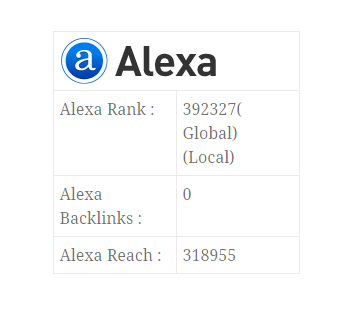 a Alexa
Alexa Rank : 392327(
Global)
(Local)
Alexa
Backlinks : 0
Alexa Reach : 318955